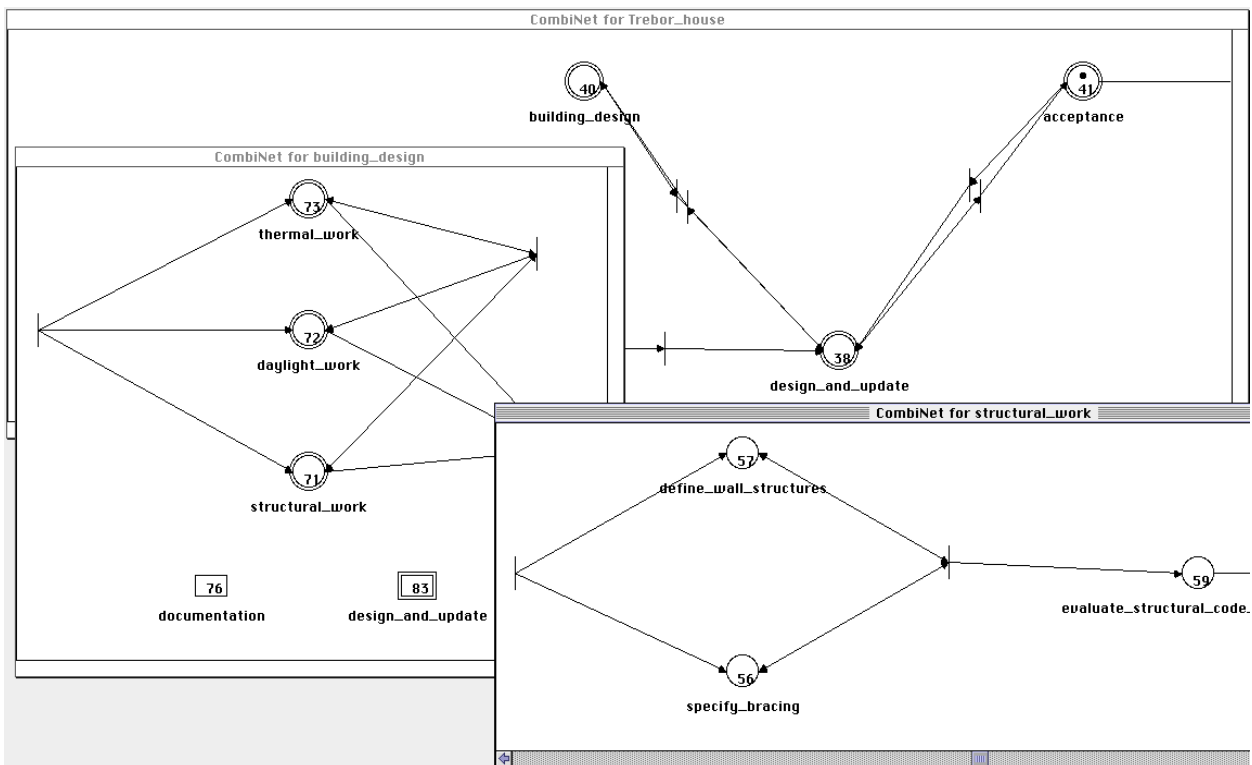 CombiNet for Trebor_house
40
building_design
41
acceptance
CombiNet for building_design
73
thermal_work
72
daylight_work
38
design_and_update
71
structural_work
76
documentation
83
design_and_update
CombiNet for structural_work
57
define_wall_structures
59
evaluate_structural_code_
56
specify_bracing